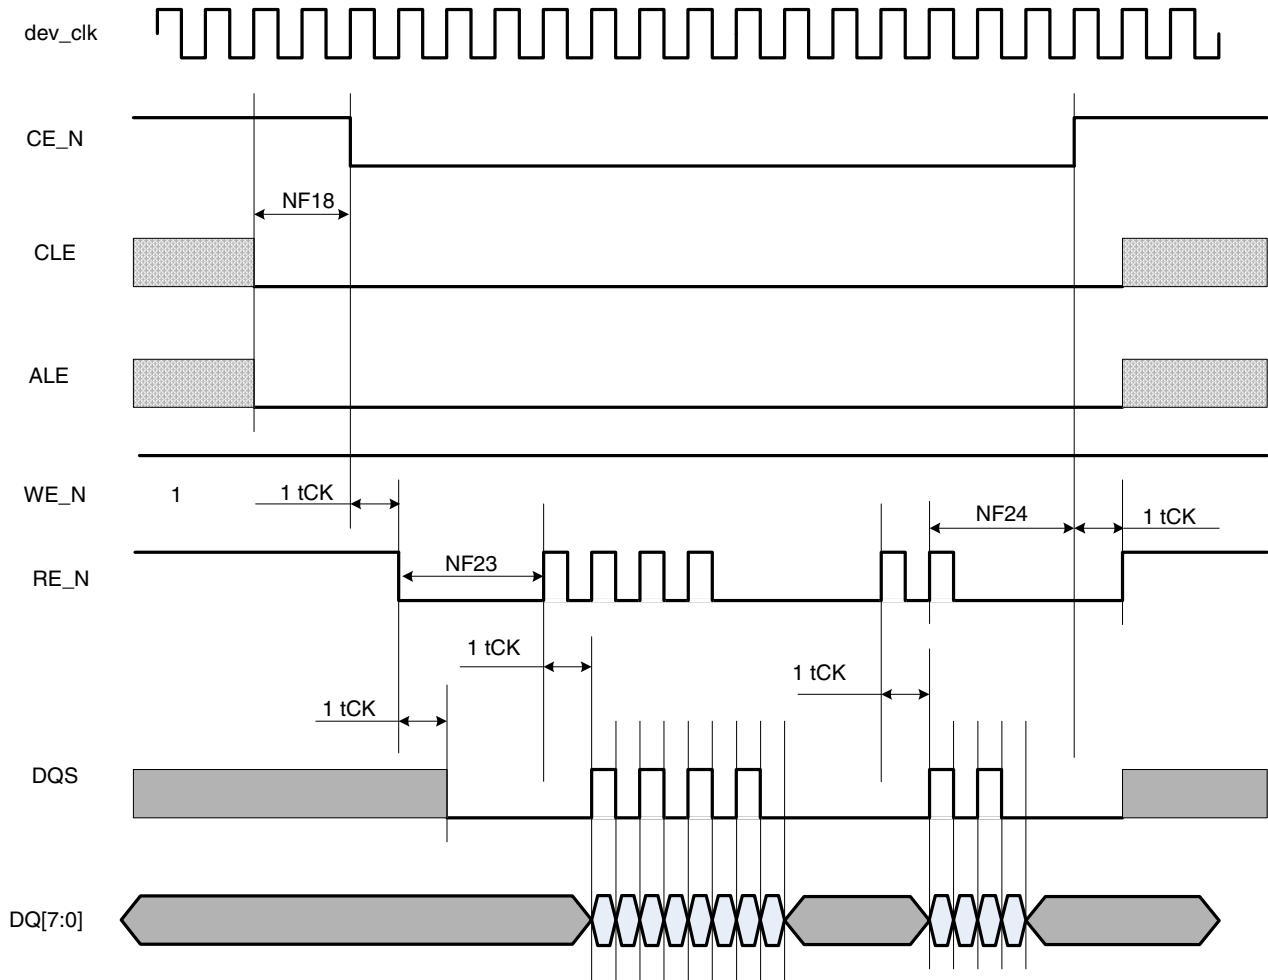 dev_clk
CE_N
NF18
CLE
ALE
WE_N
1
1 tCK
NF24
1 tCK
RE_N
NF23
1 tCK
1 tCK
1 tCK
DQS
DQ[7:0]